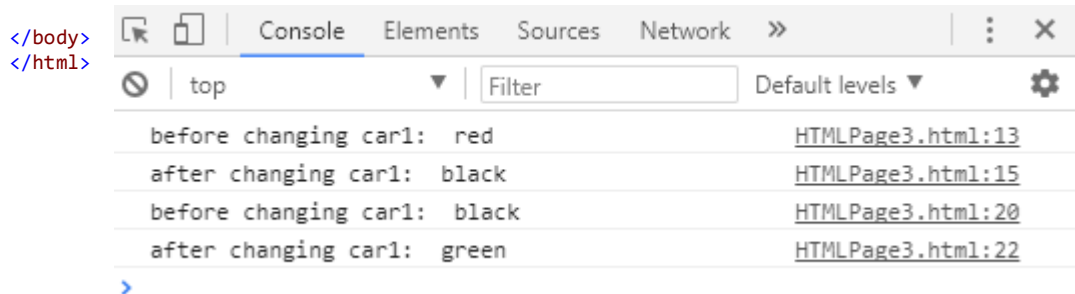 </body>
</html>
Console Elements Sources Network »
top ▼ Filter Default levels ▼
before changing car1:  red HTMLPage3.html:13
after changing car1:  black HTMLPage3.html:15
before changing car1:  black HTMLPage3.html:20
after changing car1:  green HTMLPage3.html:22
>